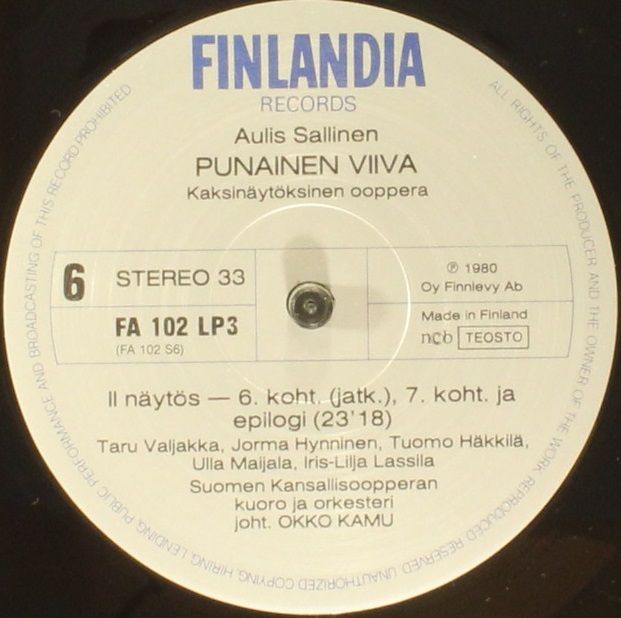 FINLANDIA
RECORDS
Aulis Sallinen
PUNAINEN VIIVA
Kaksinäytöksinen ooppera
6 STEREO 33
FA 102 LP3
(FA 102 S6)
℗ 1980
Oy Finnlevy Ab
Made in Finland
ncb TEOSTO
II näytös — 6. koht. (jatk.), 7. koht. ja
epilogi (23'18)
Taru Valjakka, Jorma Hynninen, Tuomo Häkkilä,
Ulla Maijala, Iris-Lilja Lassila
Suomen Kansallisoopperan
kuoro ja orkesteri
joht. OKKO KAMU
ALL RIGHTS OF THE PRODUCER AND THE OWNER OF THE WORK REPRODUCED RESERVED UNAUTHORIZED COPYING, HIRING, LENDING, PUBLIC PERFORMANCE AND BROADCASTING OF THIS RECORD PROHIBITED